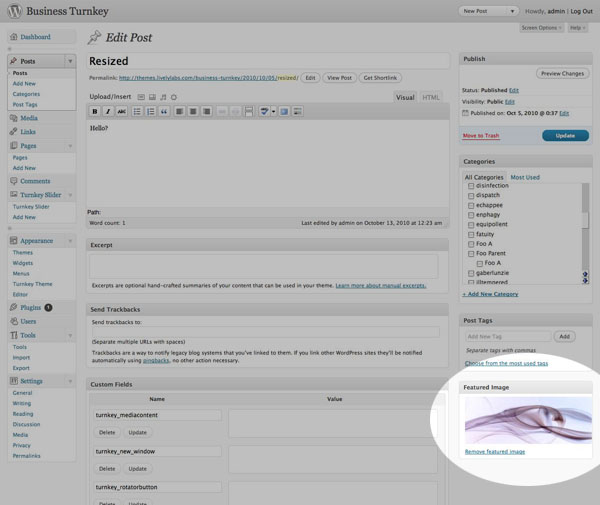 Business Turnkey
New Post
Howdy, admin | Log Out
Screen Options
Help
Dashboard
Posts
Posts
Add New
Categories
Post Tags
Media
Links
Pages
Pages
Add New
Comments
Turnkey Slider
Turnkey Slider
Add New
Appearance
Themes
Widgets
Menus
Turnkey Theme
Editor
Plugins 1
Users
Tools
Tools
Import
Export
Settings
General
Writing
Reading
Discussion
Media
Privacy
Permalinks
Edit Post
Resized
Permalink: http://themes.livelylabs.com/business-turnkey/2010/10/05/resized/ Edit View Post Get Shortlink
Upload/Insert
Visual HTML
B I ABC
Hello?
Path:
Word count: 1 Last edited by admin on October 13, 2010 at 12:23 am
Excerpt
Excerpts are optional hand-crafted summaries of your content that can be used in your theme. Learn more about manual excerpts.
Send Trackbacks
Send trackbacks to:
(Separate multiple URLs with spaces)
Trackbacks are a way to notify legacy blog systems that you've linked to them. If you link other WordPress sites they'll be notified
automatically using pingbacks, no other action necessary.
Custom Fields
Name Value
turnkey_mediacontent
Delete Update
turnkey_new_window
Delete Update
turnkey_rotatorbutton
Delete Update
Publish
Preview Changes
Status: Published Edit
Visibility: Public Edit
Published on: Oct 5, 2010 @ 0:37 Edit
Move to Trash Update
Categories
All Categories Most Used
disinfection
dispatch
echappee
enphagy
equipollent
fatuity
Foo A
Foo Parent
Foo A
gaberlunzie
illtempered
+ Add New Category
Post Tags
Add New Tag Add
Separate tags with commas
Choose from the most used tags
Featured Image
Remove featured image